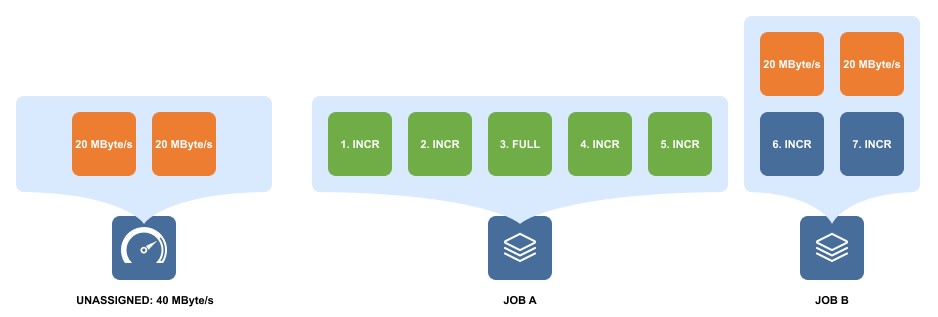 20 MByte/s 20 MByte/s
20 MByte/s 20 MByte/s 1. INCR 2. INCR 3. FULL 4. INCR 5. INCR 6. INCR 7. INCR
UNASSIGNED: 40 MByte/s JOB A JOB B